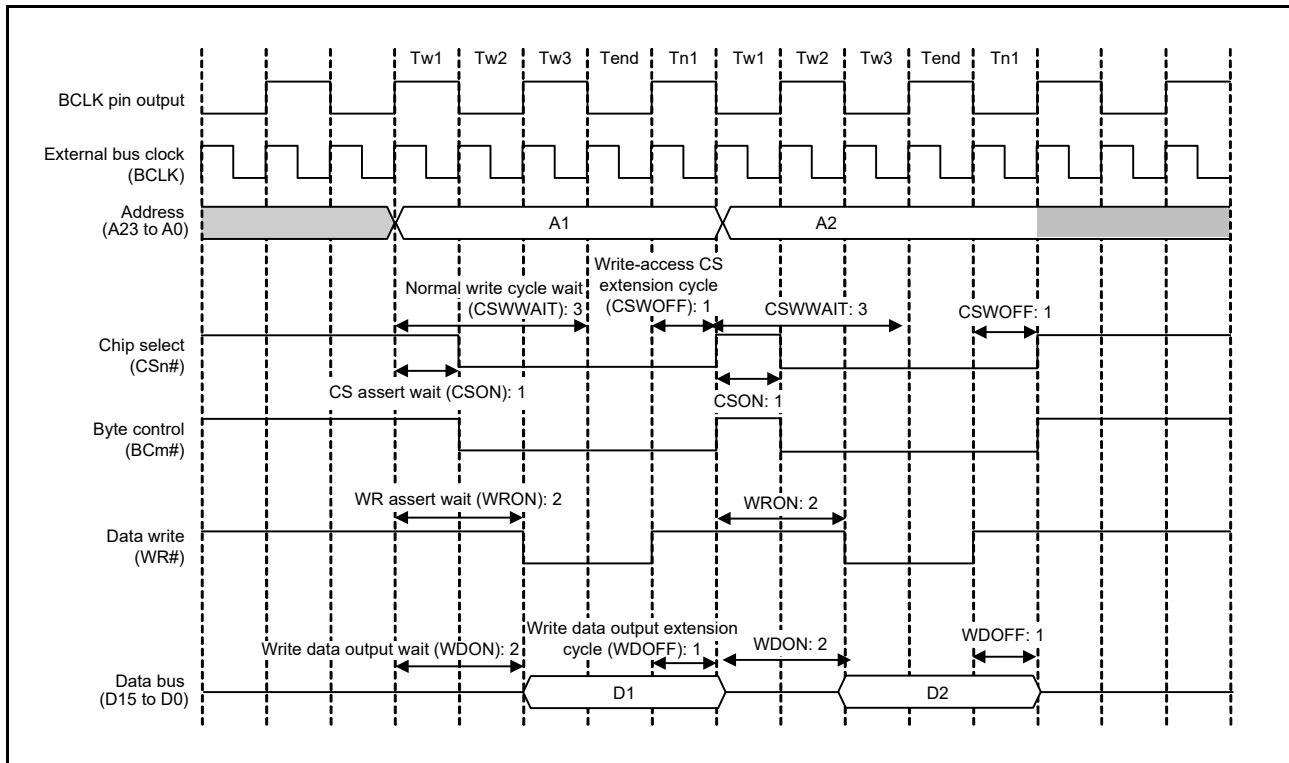 Tw1 Tw2 Tw3 Tend Tn1 Tw1 Tw2 Tw3 Tend Tn1
BCLK pin output
External bus clock
(BCLK)
Address
(A23 to A0)
A1
A2
Normal write cycle wait
(CSWWAIT): 3
Write-access CS
extension cycle
(CSWOFF): 1
CSWWAIT: 3
CSWOFF: 1
Chip select
(CSn#)
CS assert wait (CSON): 1
CSON: 1
Byte control
(BCm#)
WR assert wait (WRON): 2
WRON: 2
Data write
(WR#)
Write data output wait (WDON): 2
Write data output extension
cycle (WDOFF): 1
WDON: 2
WDOFF: 1
Data bus
(D15 to D0)
D1
D2